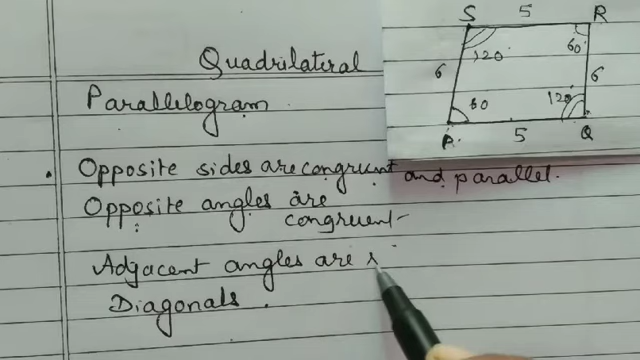 S 5 R
120 60
6 6
Quadrilateral
Parallelogram
60 120
P 5 Q
. Opposite sides are congruent and parallel.
Opposite angles are
congruent
Adjacent angles are s
Diagonals .